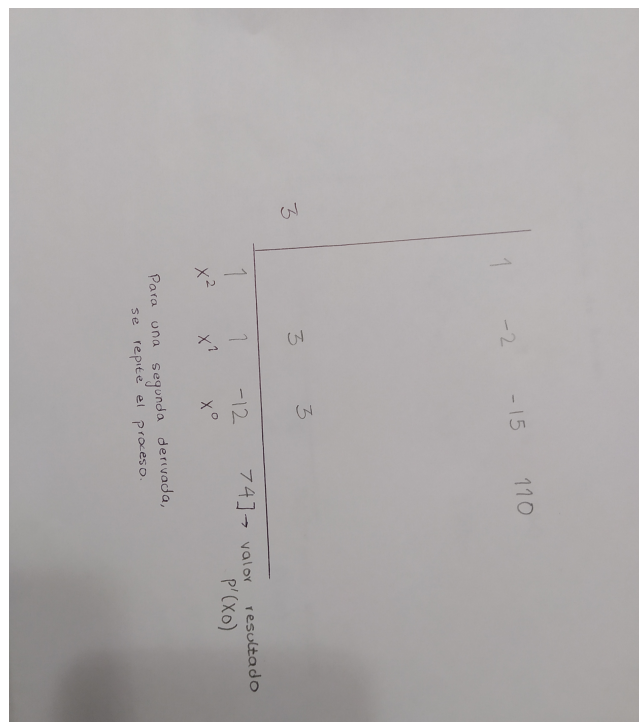 1 -2 -15 110
3
3 3
1 1 -12 74] → valor resultado
x² x¹ x⁰ P'(x0)
Para una segunda derivada,
se repite el proceso.